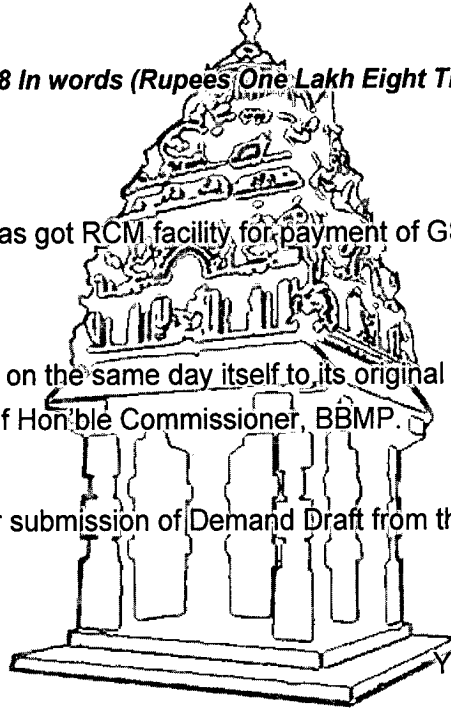 8 In words (Rupees One Lakh Eight T
as got RCM facility for payment of G
on the same day itself to its original
f Hon'ble Commissioner, BBMP.
r submission of Demand Draft from th
Y